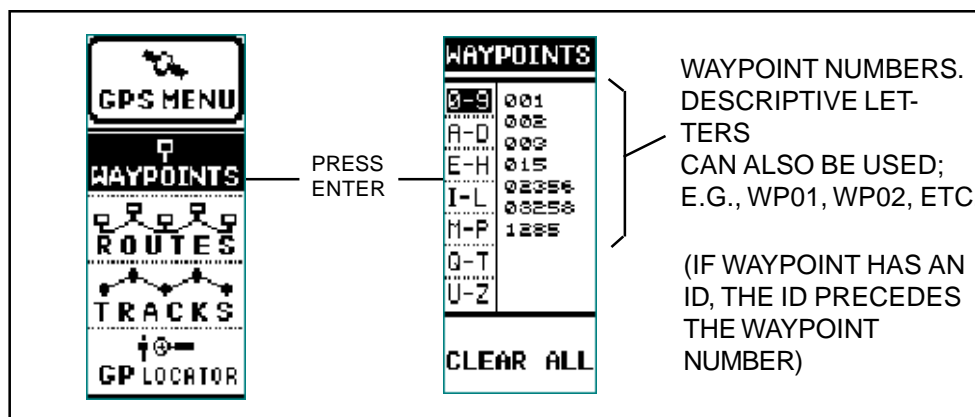 GPS MENU
WAYPOINTS
ROUTES
TRACKS
GP LOCATOR
PRESS
ENTER
WAYPOINTS
0-9
A-D
E-H
I-L
M-P
Q-T
U-Z
001
002
003
015
02356
03258
1285
CLEAR ALL
WAYPOINT NUMBERS.
DESCRIPTIVE LET-
TERS
CAN ALSO BE USED;
E.G., WP01, WP02, ETC
(IF WAYPOINT HAS AN
ID, THE ID PRECEDES
THE WAYPOINT
NUMBER)